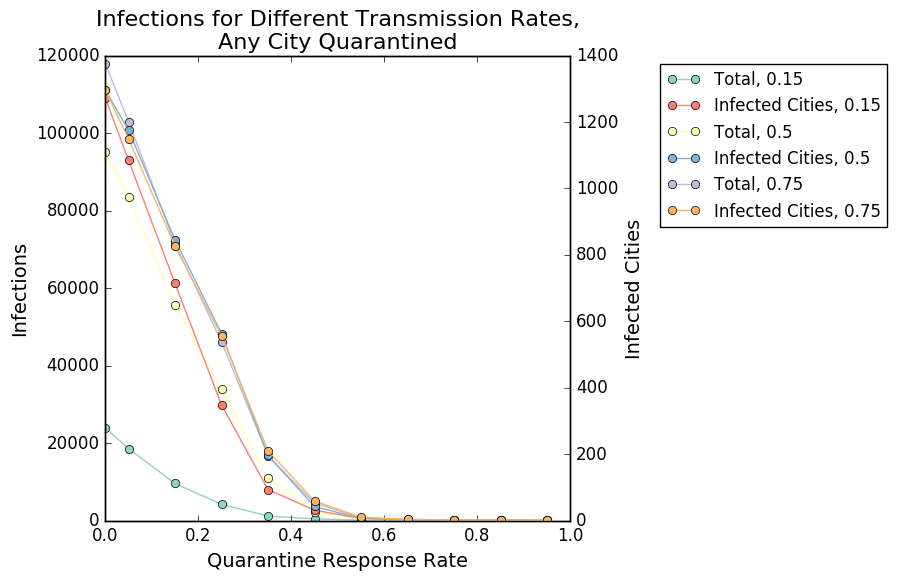 Infections for Different Transmission Rates,
Any City Quarantined
120000
100000
80000
60000
40000
20000
0
Infections
0.0
0.2
0.4
0.6
0.8
1.0
Quarantine Response Rate
1400
1200
1000
800
600
400
200
0
Infected Cities
Total, 0.15
Infected Cities, 0.15
Total, 0.5
Infected Cities, 0.5
Total, 0.75
Infected Cities, 0.75